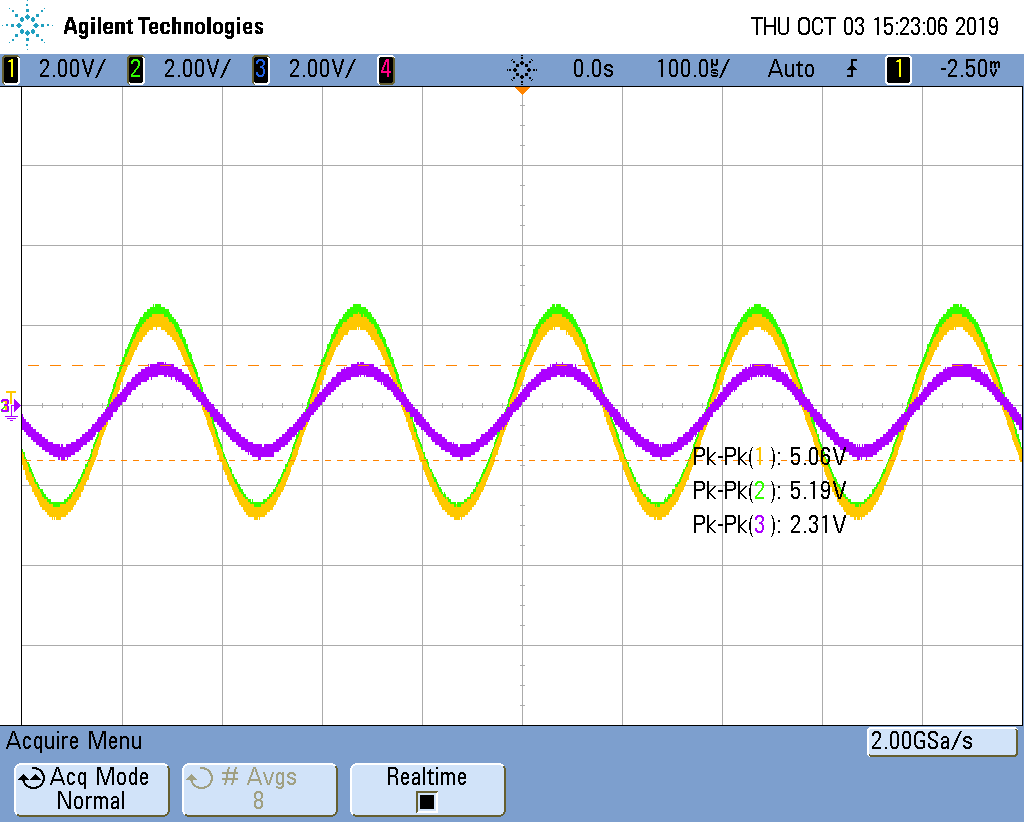 Agilent Technologies THU OCT 03 15:23:06 2019
1 2.00V/ 2 2.00V/ 3 2.00V/ 4 0.0s 100.0µs/ Auto 1 -2.50mV
3
Pk-Pk(1): 5.06V
Pk-Pk(2): 5.19V
Pk-Pk(3): 2.31V
Acquire Menu 2.00GSa/s
Acq Mode # Avgs Realtime
Normal 8